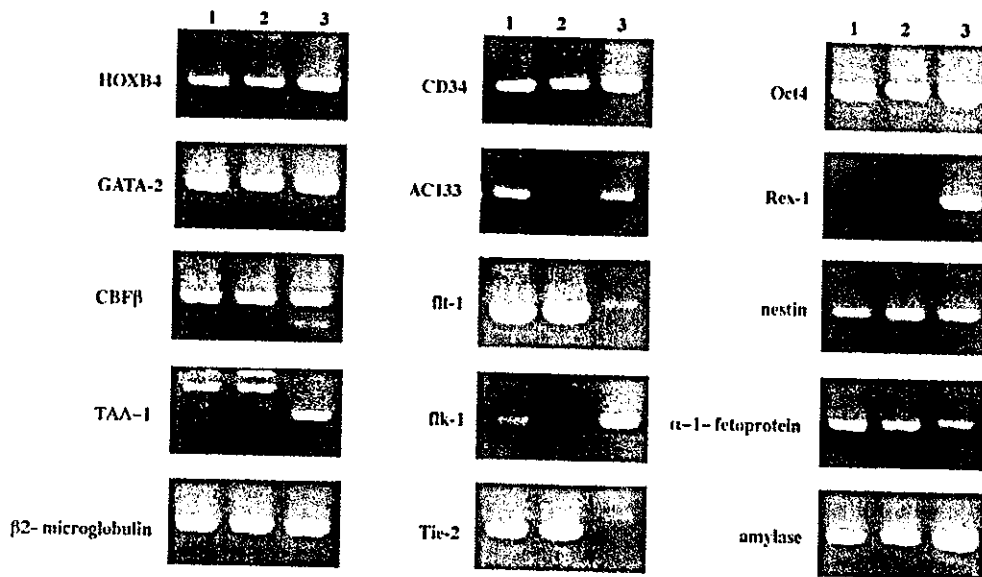 1 2 3
HOXB4
GATA-2
CBFβ
TAA-1
β2- microglobulin
1 2 3
CD34
AC133
flt-1
flk-1
Tie-2
1 2 3
Oct4
Rex-1
nestin
α-1- fetoprotein
amylase